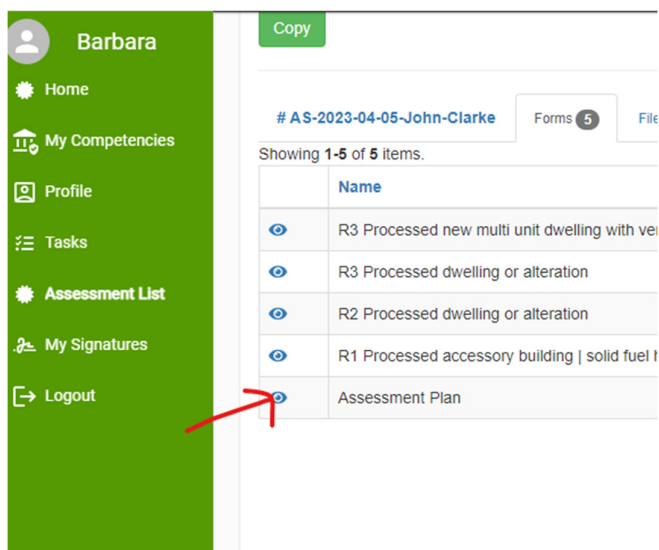 Barbara
Home
My Competencies
Profile
Tasks
Assessment List
My Signatures
Logout
Copy
# AS-2023-04-05-John-Clarke Forms 5 File
Showing 1-5 of 5 items.
Name
R3 Processed new multi unit dwelling with ver
R3 Processed dwelling or alteration
R2 Processed dwelling or alteration
R1 Processed accessory building | solid fuel h
Assessment Plan